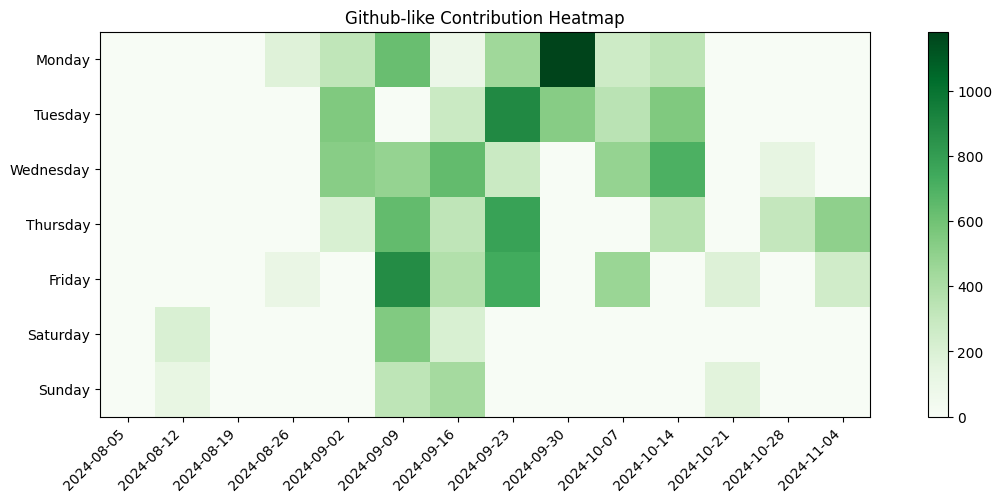 Github-like Contribution Heatmap
Monday
Tuesday
Wednesday
Thursday
Friday
Saturday
Sunday
2024-08-05
2024-08-12
2024-08-19
2024-08-26
2024-09-02
2024-09-09
2024-09-16
2024-09-23
2024-09-30
2024-10-07
2024-10-14
2024-10-21
2024-10-28
2024-11-04
1000
800
600
400
200
0